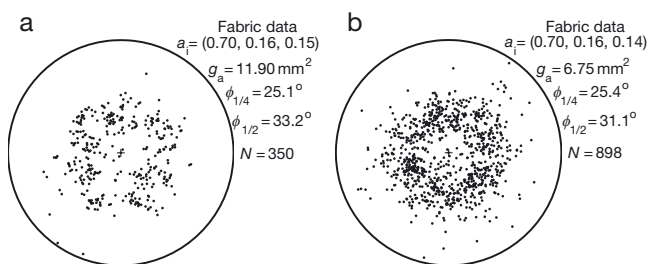 a
Fabric data
aᵢ= (0.70, 0.16, 0.15)
gₐ = 11.90 mm²
ϕ₁/₄ = 25.1°
ϕ₁/₂ = 33.2°
N = 350
b
Fabric data
aᵢ= (0.70, 0.16, 0.14)
gₐ = 6.75 mm²
ϕ₁/₄ = 25.4°
ϕ₁/₂ = 31.1°
N = 898